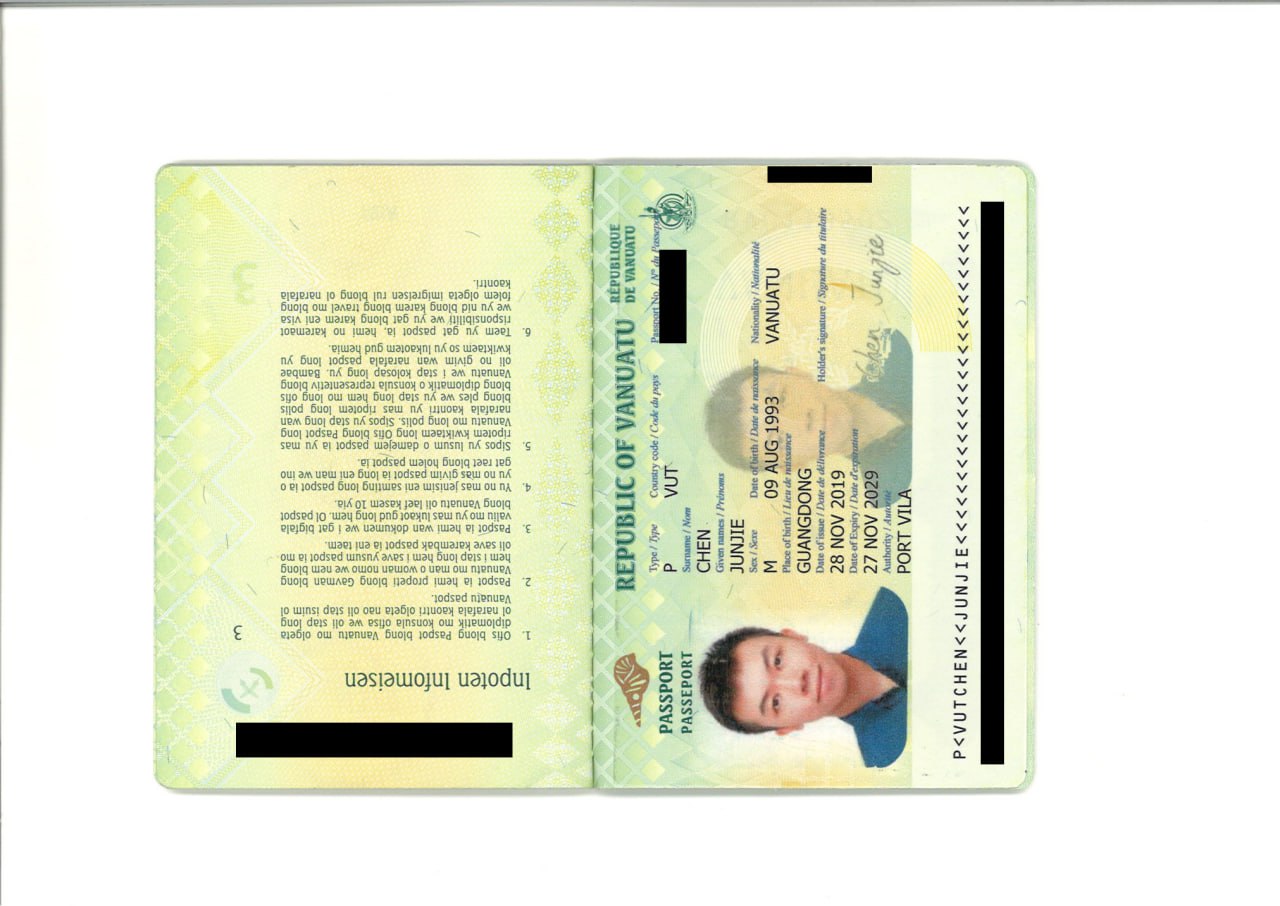 Inpoten Infomeisen
1. Ofis blong Paspot blong Vanuatu mo olgeta
diplomatik mo konsula ofisa we oli stap long
ol narafala kaontri olgeta nao oli stap isuim ol
Vanuatu paspot.
2. Paspot ia hemi propeti blong Gavman blong
Vanuatu mo man o woman nomo we nem blong
hem i stap long hem i save yusum paspot ia mo
oli save karembak paspot ia eni taem.
3. Paspot ia hemi wan dokumen we i gat bigfala
valiu mo yu mas lukaot gud long hem. Ol paspot
blong Vanuatu oli laef kasem 10 yia.
4. Yu no mas jenisim eni samting long paspot ia o
yu no mas givim paspot ia long eni man we ino
gat raet blong holem paspot ia.
5. Sipos yu lusum o damejem paspot ia yu mas
ripotem kwiktaem long Ofis blong Paspot long
Vanuatu mo long polis. Sipos yu stap long wan
narafala kaontri yu mas ripotem long polis
blong ples we yu stap long hem mo long ofis
blong diplomatik o konsula representetiv blong
Vanuatu we i stap kolosap long yu. Bambae
oli no givim wan narafala paspot long yu
kwiktaem so yu lukaotem gud hemia.
6. Taem yu gat paspot ia, hemi no karemaot
risponsibiliti we yu gat blong karem eni visa
we yu nid blong karem blong travel mo blong
folem olgeta imigreisen rul blong ol narafala
kaontri.
3
PASSPORT
PASSEPORT
REPUBLIC OF VANUATU
RÉPUBLIQUE
DE VANUATU
Type / Type Country code / Code du pays Passport No. / N° du Passeport
P VUT
Surname / Nom
CHEN
Given names / Prénoms
JUNJIE
Sex / Sexe Date of birth / Date de naissance Nationality / Nationalité
M 09 AUG 1993 VANUATU
Place of birth / Lieu de naissance
GUANGDONG
Date of issue / Date de délivrance Holder's signature / Signature du titulaire
28 NOV 2019
Chen Junjie
Date of Expiry / Date d'expiration
27 NOV 2029
Authority / Autorité
PORT VILA
P<VUTCHEN<<JUNJIE<<<<<<<<<<<<<<<<<<<<<<<<<<<